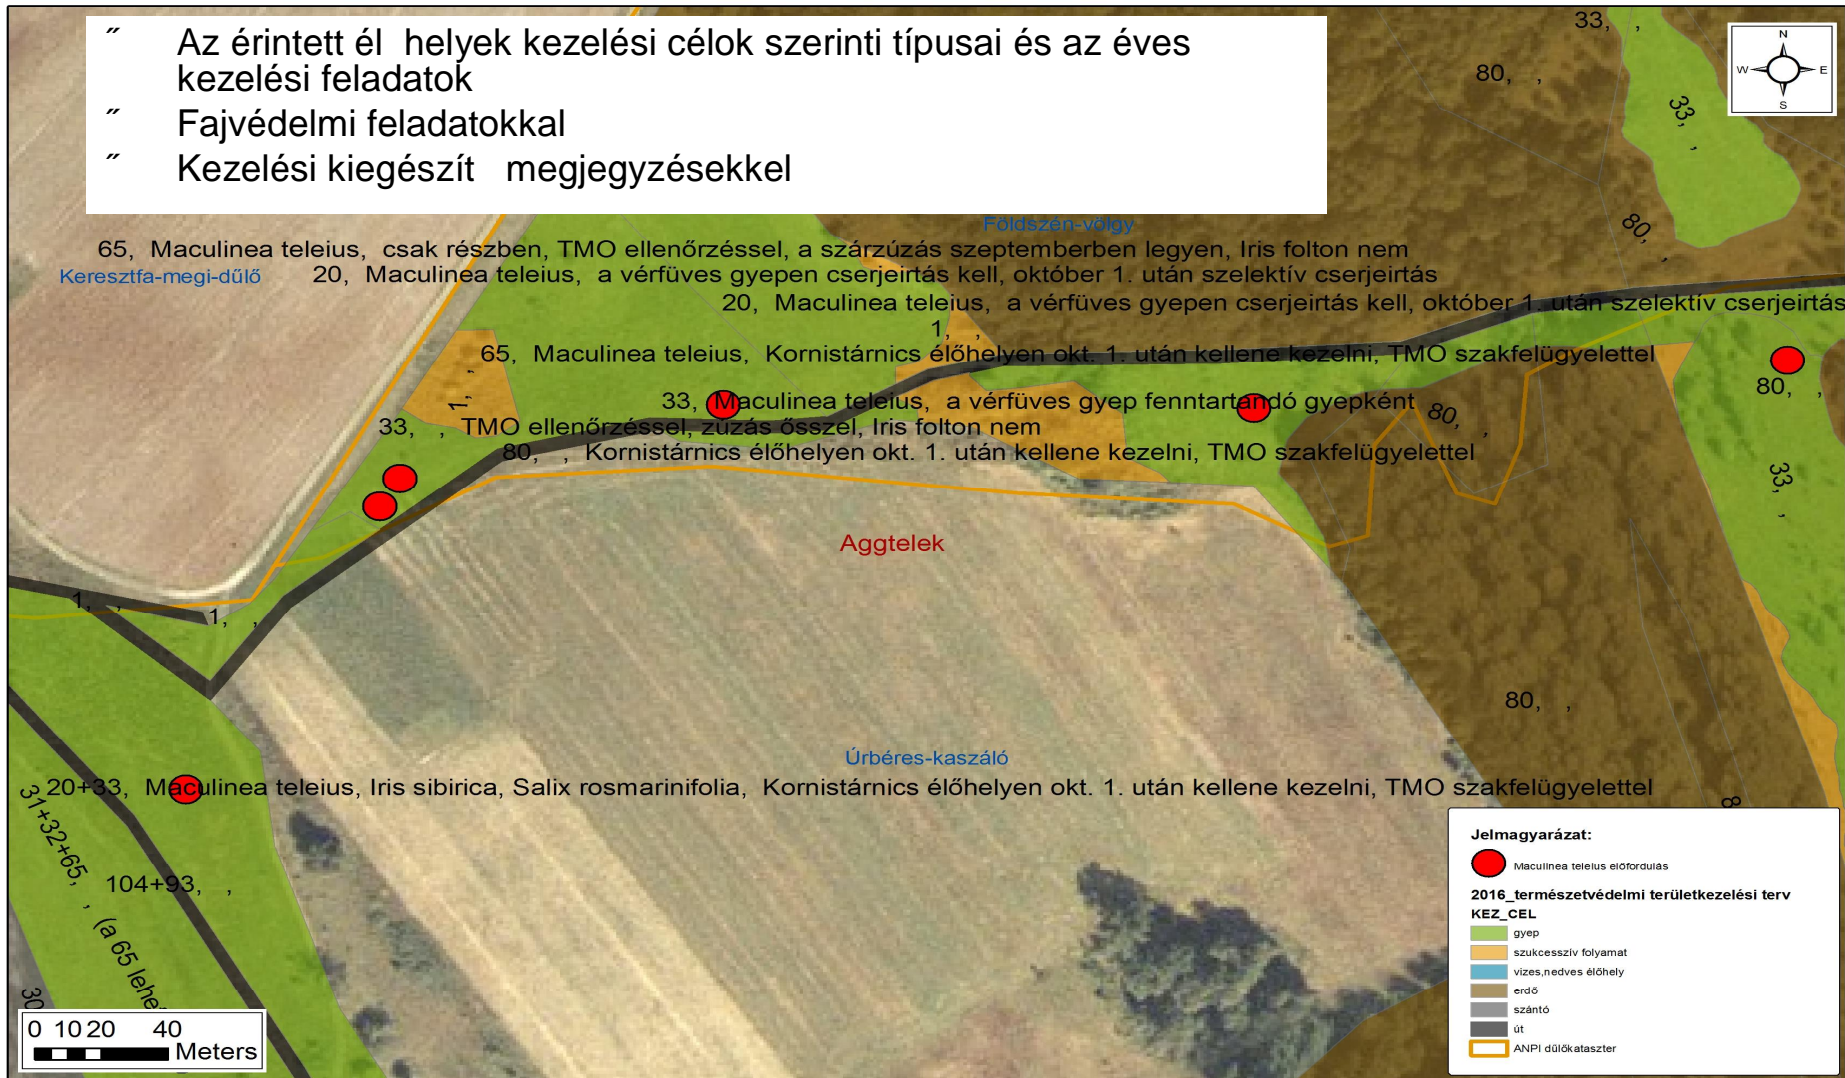 ˝ Az érintett él helyek kezelési célok szerinti típusai és az éves
kezelési feladatok
˝ Fajvédelmi feladatokkal
˝ Kezelési kiegészít megjegyzésekkel
33, ,
80, ,
33, ,
80, ,
N
W E
S
Földszén-völgy
65, Maculinea teleius, csak részben, TMO ellenőrzéssel, a szárzúzás szeptemberben legyen, Iris folton nem
Keresztfa-megi-dűlő
20, Maculinea teleius, a vérfüves gyepen cserjeirtás kell, október 1. után szelektív cserjeirtás
20, Maculinea teleius, a vérfüves gyepen cserjeirtás kell, október 1. után szelektív cserjeirtás
1, ,
65, Maculinea teleius, Kornistárnics élőhelyen okt. 1. után kellene kezelni, TMO szakfelügyelettel
1, ,
80, ,
33, Maculinea teleius, a vérfüves gyep fenntartandó gyepként
80, ,
33, , TMO ellenőrzéssel, zúzás ősszel, Iris folton nem
80, , Kornistárnics élőhelyen okt. 1. után kellene kezelni, TMO szakfelügyelettel
33, ,
Aggtelek
1, ,
1, ,
80, ,
Úrbéres-kaszáló
20+33, Maculinea teleius, Iris sibirica, Salix rosmarinifolia, Kornistárnics élőhelyen okt. 1. után kellene kezelni, TMO szakfelügyelettel
8
31+32+65, , (a 65 lehe
104+93, ,
30
0 10 20 40
Meters
Jelmagyarázat:
Maculinea teleius előfordulás
2016_természetvédelmi területkezelési terv
KEZ_CEL
gyep
szukcesszív folyamat
vizes,nedves élőhely
erdő
szántó
út
ANPI dűlőkataszter